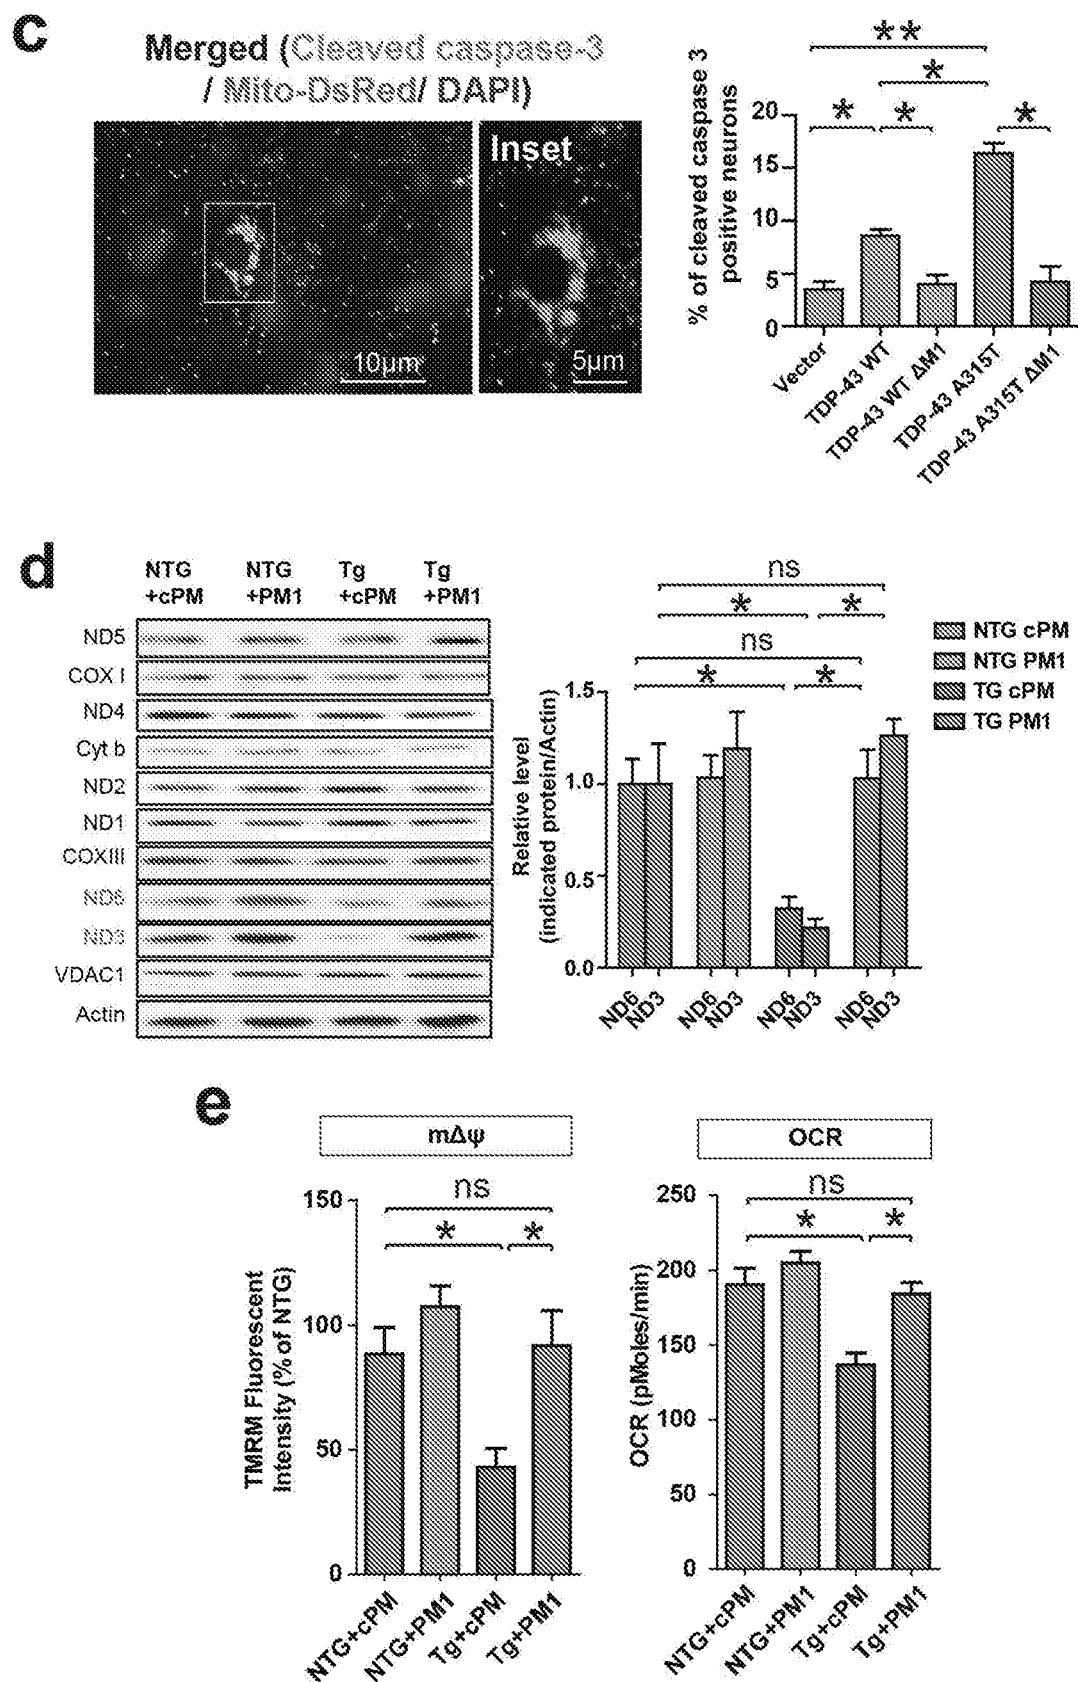 c
Merged (Cleaved caspase-3
/ Mito-DsRed/ DAPI)
Inset
10µm
5µm
% of cleaved caspase 3
positive neurons
20
15
10
5
0
**
*
*
*
*
Vector
TDP-43 WT
TDP-43 WT ΔM1
TDP-43 A315T
TDP-43 A315T ΔM1
d
NTG
+cPM
NTG
+PM1
Tg
+cPM
Tg
+PM1
ND5
COX I
ND4
Cyt b
ND2
ND1
COXIII
ND6
ND3
VDAC1
Actin
Relative level
(indicated protein/Actin)
1.5
1.0
0.5
0.0
ns
*
*
ns
*
*
ND6
ND3
ND6
ND3
ND6
ND3
ND6
ND3
NTG cPM
NTG PM1
TG cPM
TG PM1
e
mΔψ
TMRM Fluorescent
Intensity (% of NTG)
150
100
50
0
ns
*
*
NTG+cPM
NTG+PM1
Tg+cPM
Tg+PM1
OCR
OCR (pMoles/min)
250
200
150
100
50
0
ns
*
*
NTG+cPM
NTG+PM1
Tg+cPM
Tg+PM1